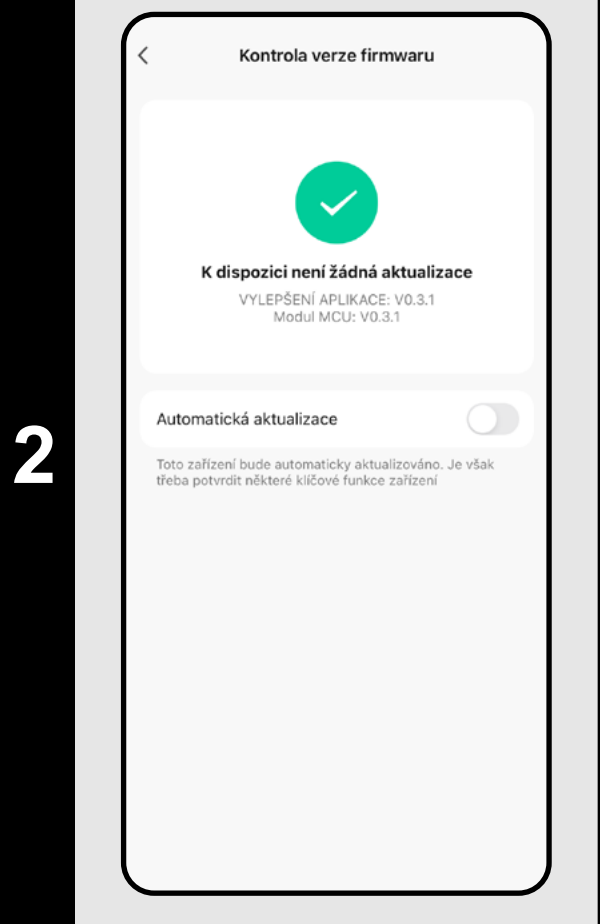 Kontrola verze firmwaru
K dispozici není žádná aktualizace
VYLEPŠENÍ APLIKACE: V0.3.1
Modul MCU: V0.3.1
2
Automatická aktualizace
Toto zařízení bude automaticky aktualizováno. Je však
třeba potvrdit některé klíčové funkce zařízení